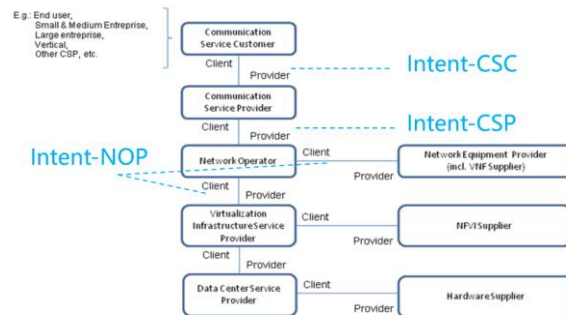 E.g.: End user,
Small & Medium Entreprise,
Large entreprise,
Vertical,
Other CSP, etc.
Communication
Service Customer
Client
Provider
Intent-CSC
Communication
Service Provider
Client
Provider
Intent-CSP
Intent-NOP
Network Operator
Client
Provider
Network Equipment Provider
(incl. VNF Supplier)
Client
Provider
Virtualization
Infrastructure Service
Provider
Client
Provider
NFVI Supplier
Client
Provider
Data Center Service
Provider
Client
Provider
Hardware Supplier